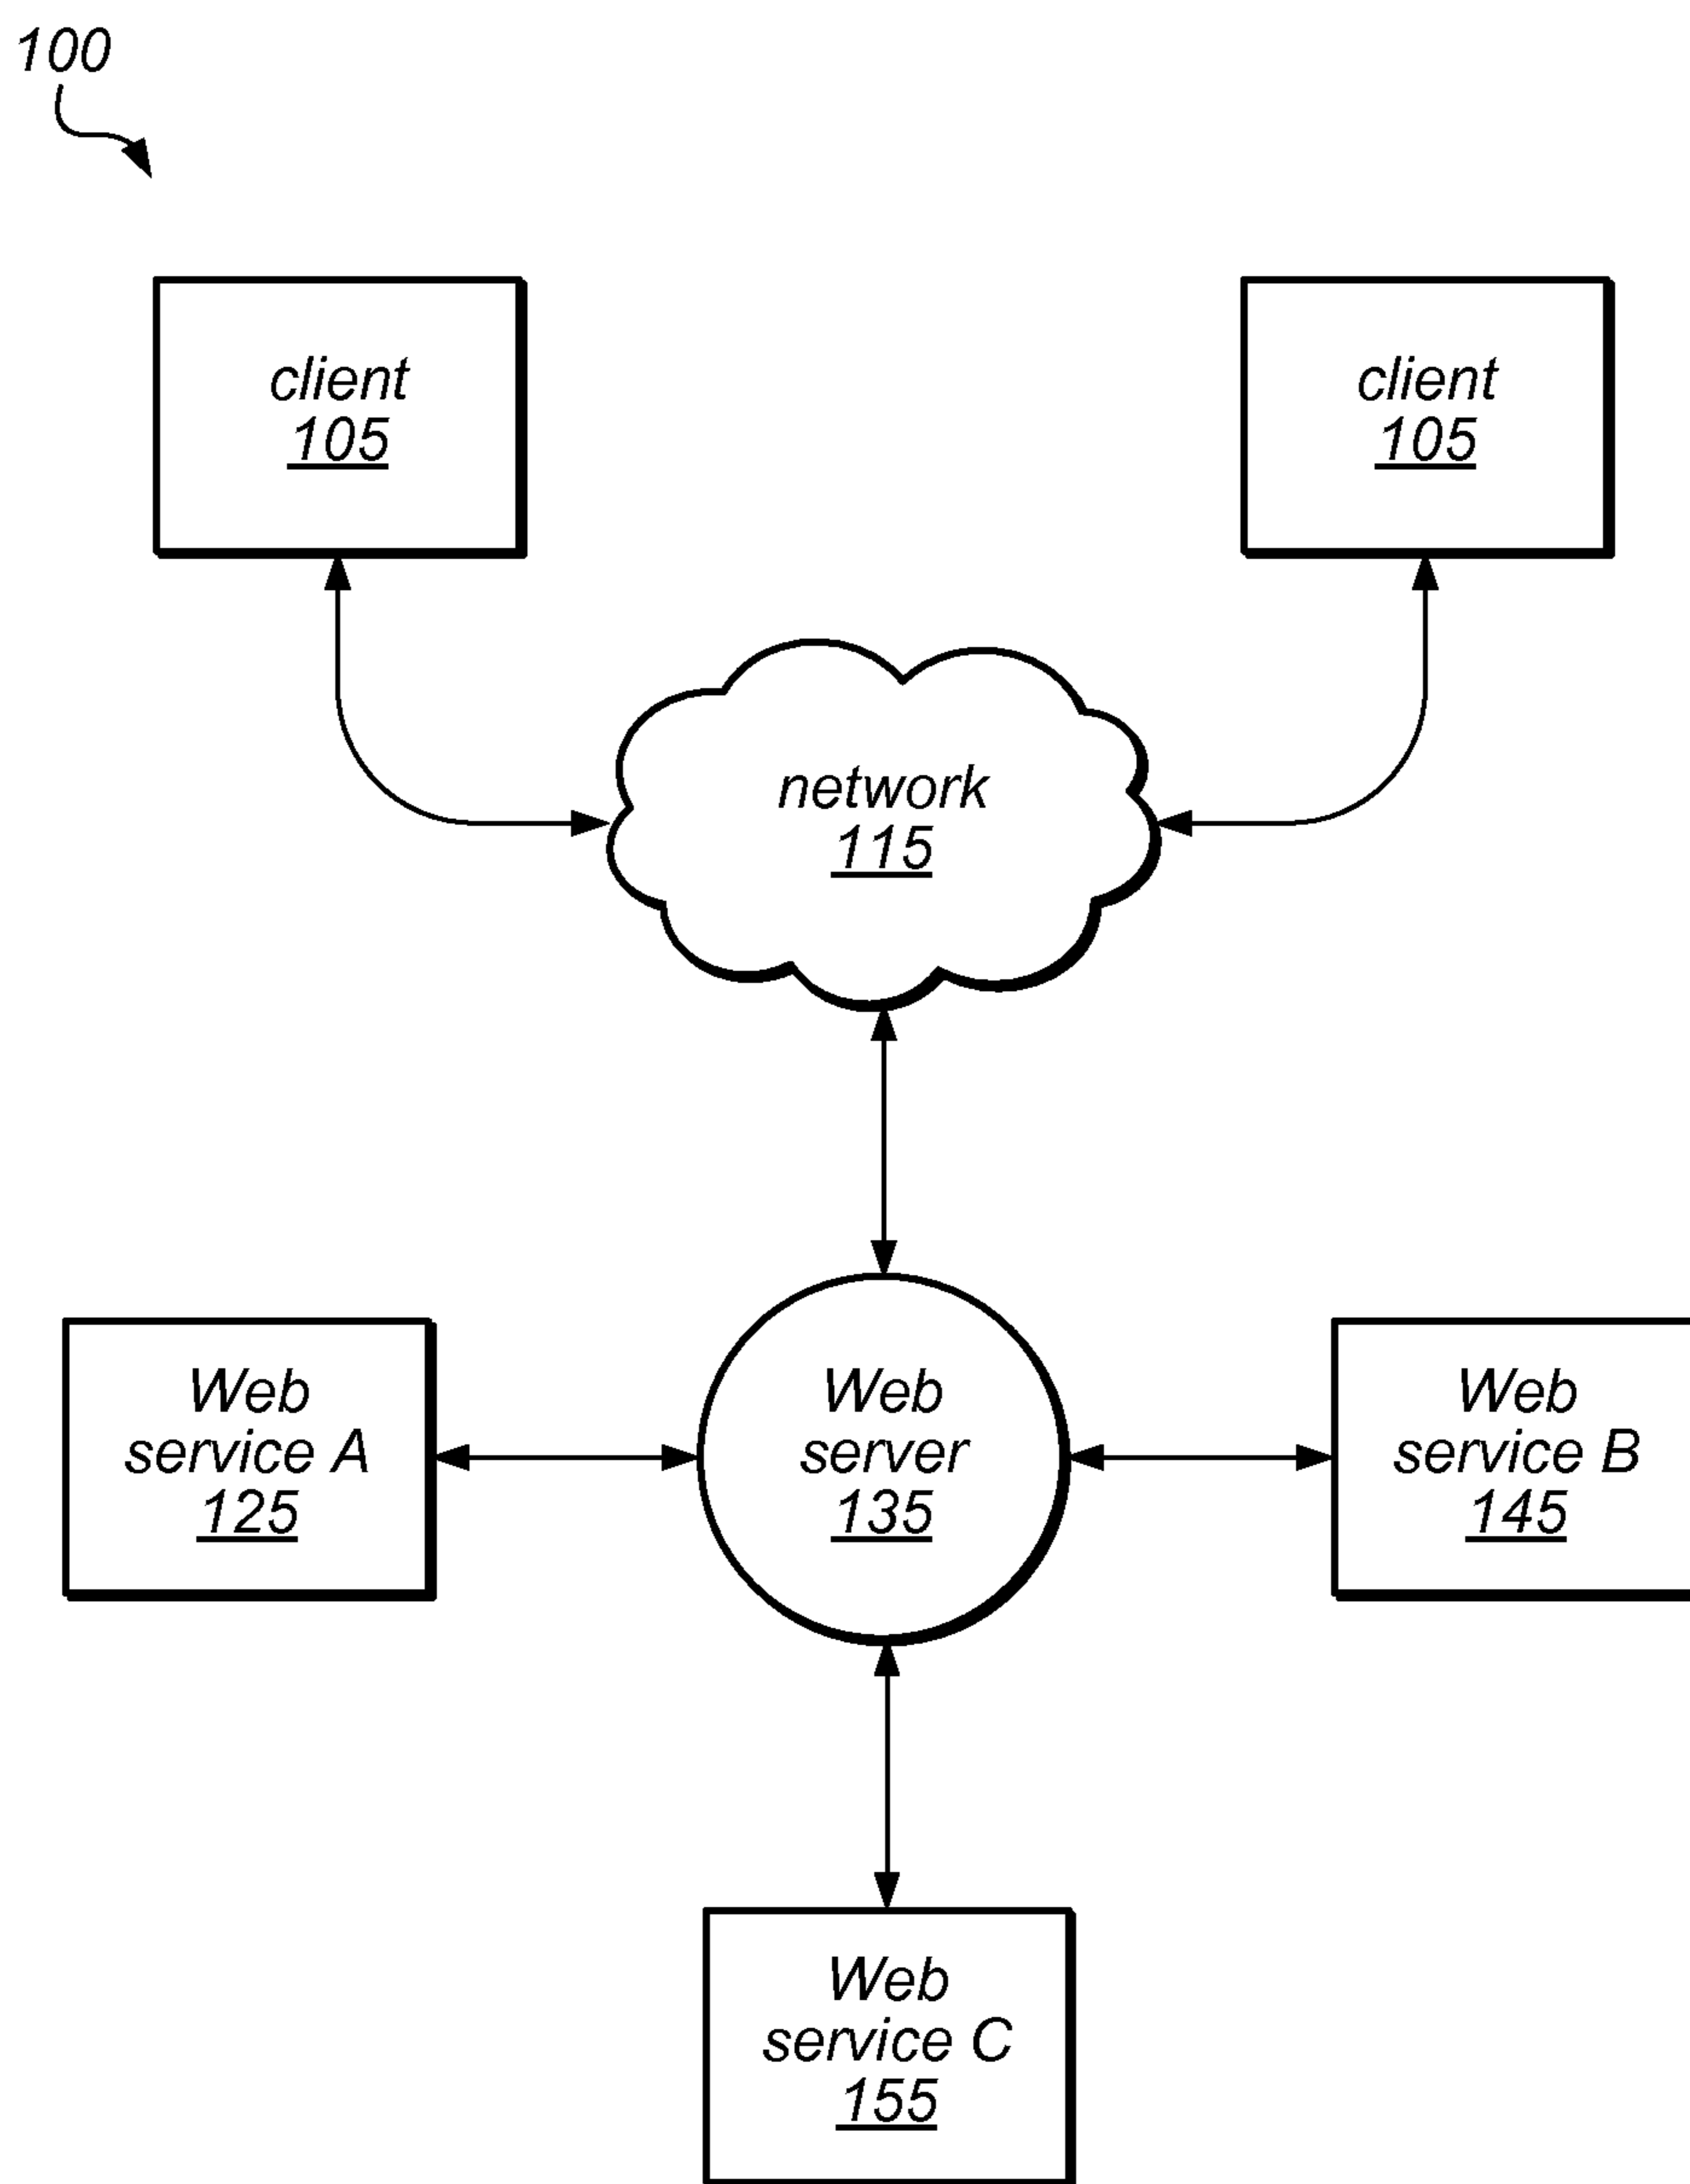 100
client
105
client
105
network
115
Web
service A
125
Web
server
135
Web
service B
145
Web
service C
155